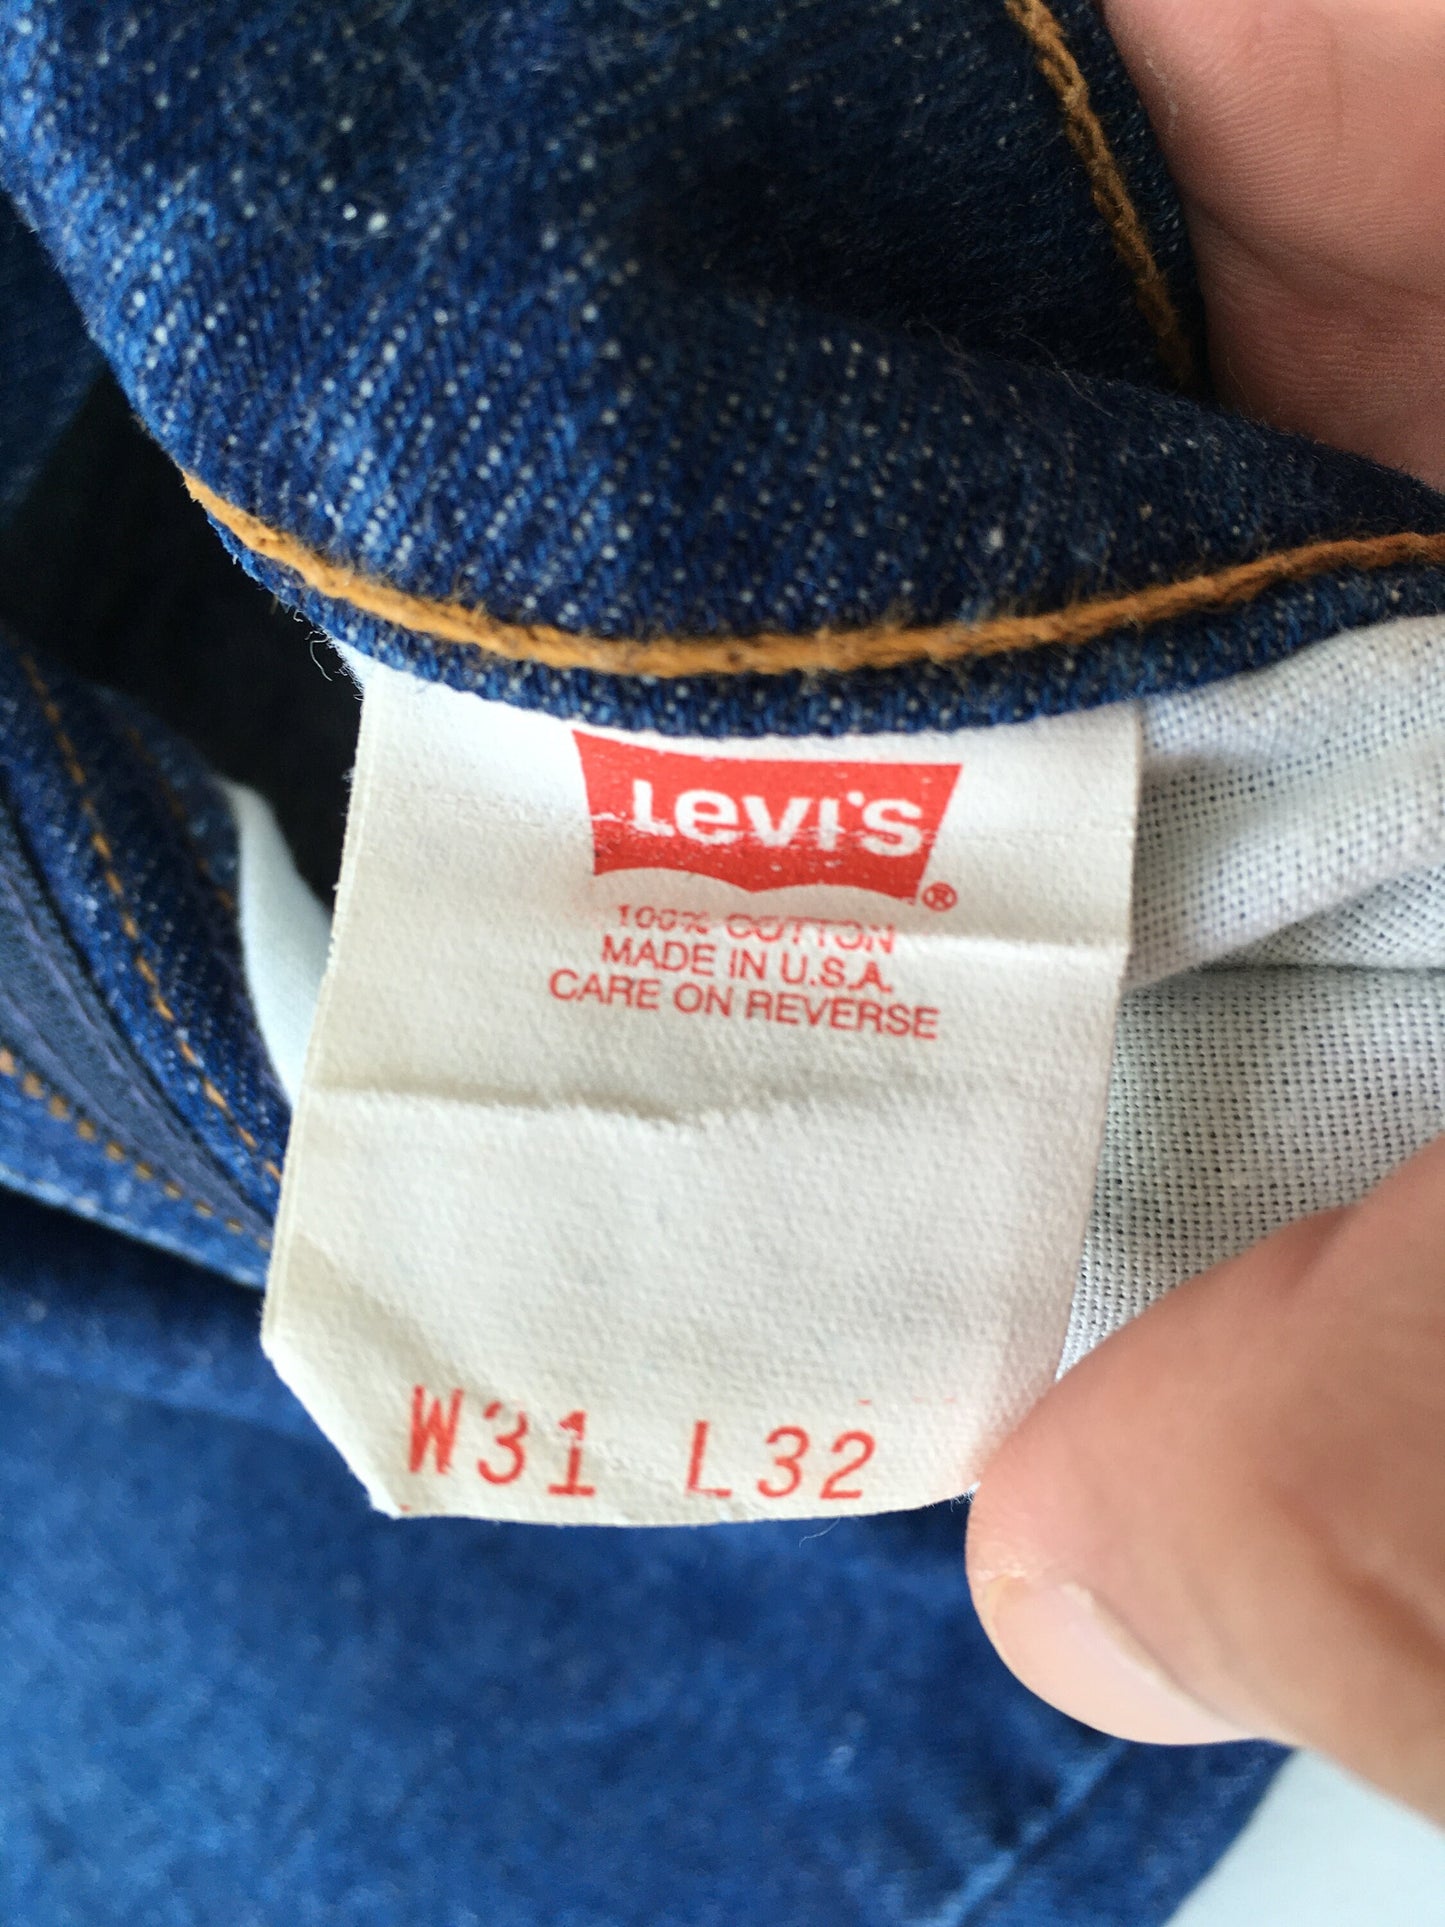 Levi's ®
100% COTTON
MADE IN U.S.A.
CARE ON REVERSE
W31 L32